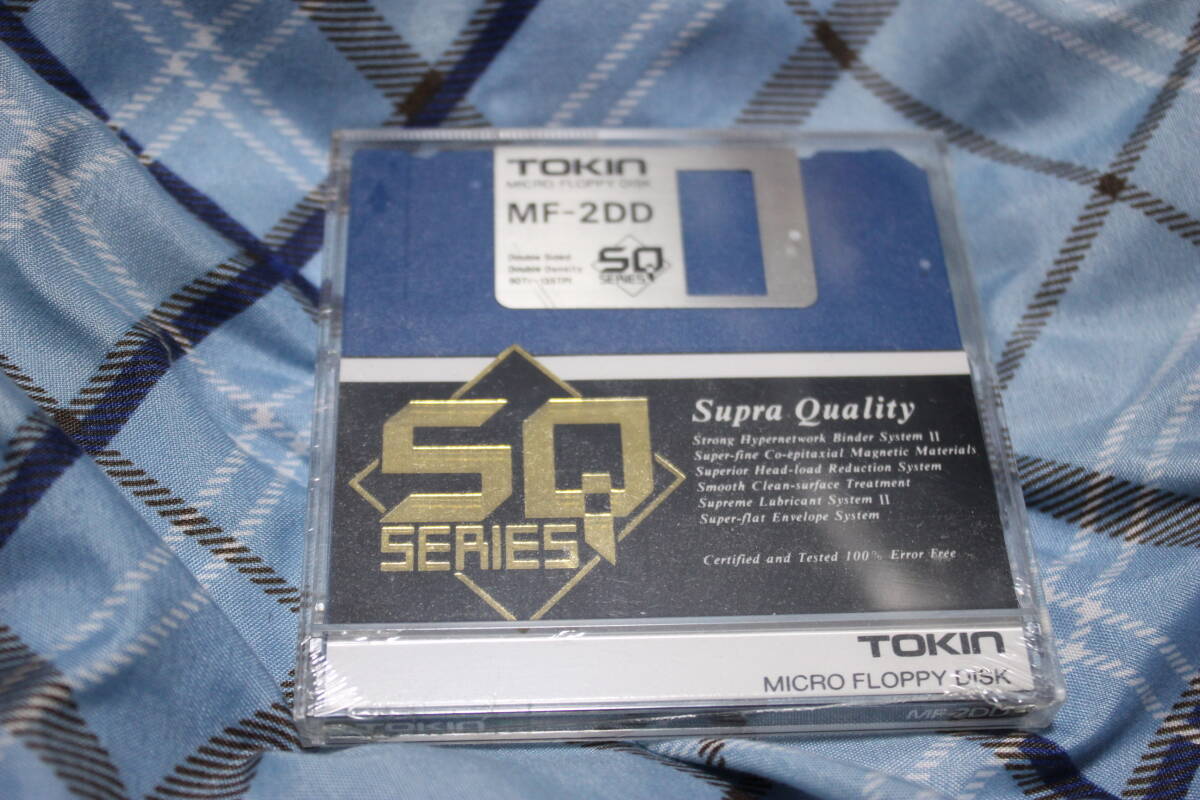 TOKIN
MICRO FLOPPY DISK
MF-2DD
Double Sided
Double Density
SQ
SERIES
SQ
SERIES
Supra Quality
Strong Hypernetwork Binder System II
Super-fine Co-epitaxial Magnetic Materials
Superior Head-load Reduction System
Smooth Clean-surface Treatment
Supreme Lubricant System II
Super-flat Envelope System
Certified and Tested 100% Error Free
TOKIN
MICRO FLOPPY DISK
TOKIN
MF-2DD